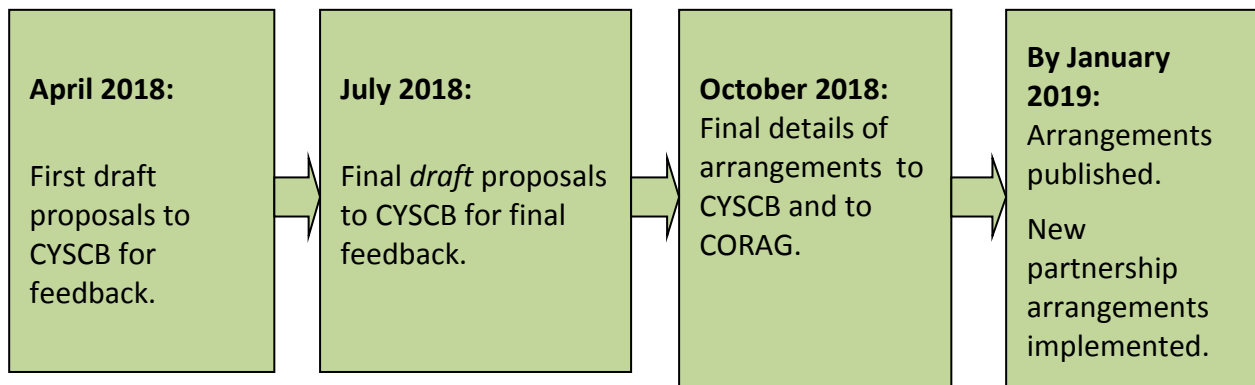 April 2018:
First draft
proposals to
CYSCB for
feedback.
July 2018:
Final draft proposals
to CYSCB for final
feedback.
October 2018:
Final details of
arrangements to
CYSCB and to
CORAG.
By January
2019:
Arrangements
published.
New
partnership
arrangements
implemented.